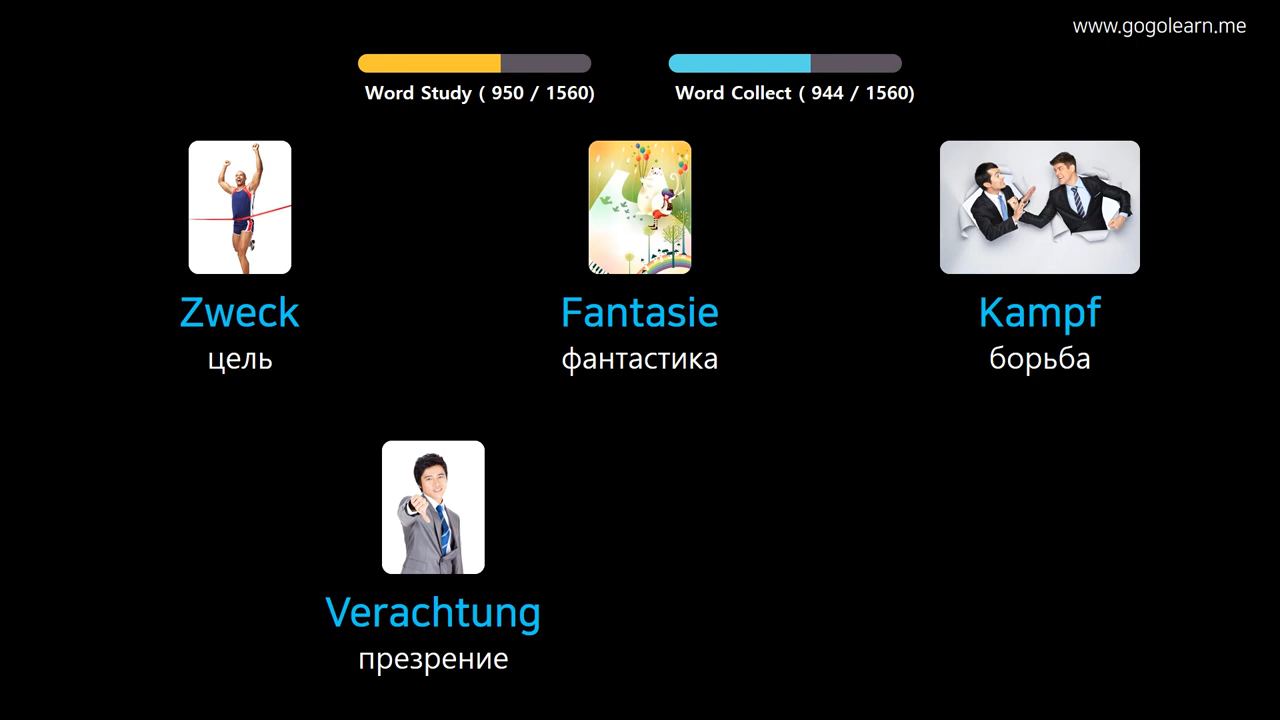 www.gogolearn.me
Word Study ( 950 / 1560)
Word Collect ( 944 / 1560)
Zweck
цель
Fantasie
фантастика
Kampf
борьба
Verachtung
презрение